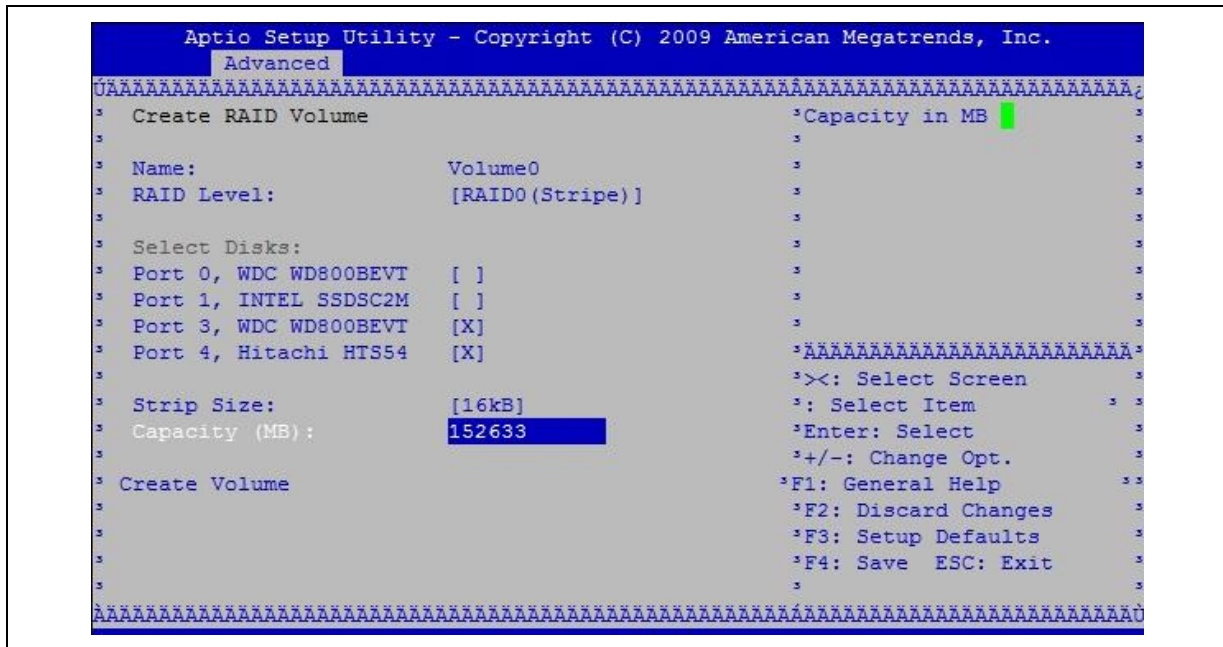 Aptio Setup Utility - Copyright (C) 2009 American Megatrends, Inc.
Advanced
Create RAID Volume
Capacity in MB
Name: Volume0
RAID Level: [RAID0(Stripe)]
Select Disks:
Port 0, WDC WD800BEVT [ ]
Port 1, INTEL SSDSC2M [ ]
Port 3, WDC WD800BEVT [X]
Port 4, Hitachi HTS54 [X]
Strip Size: [16kB]
Capacity (MB): 152633
Create Volume
><: Select Screen
: Select Item
Enter: Select
+/-: Change Opt.
F1: General Help
F2: Discard Changes
F3: Setup Defaults
F4: Save ESC: Exit